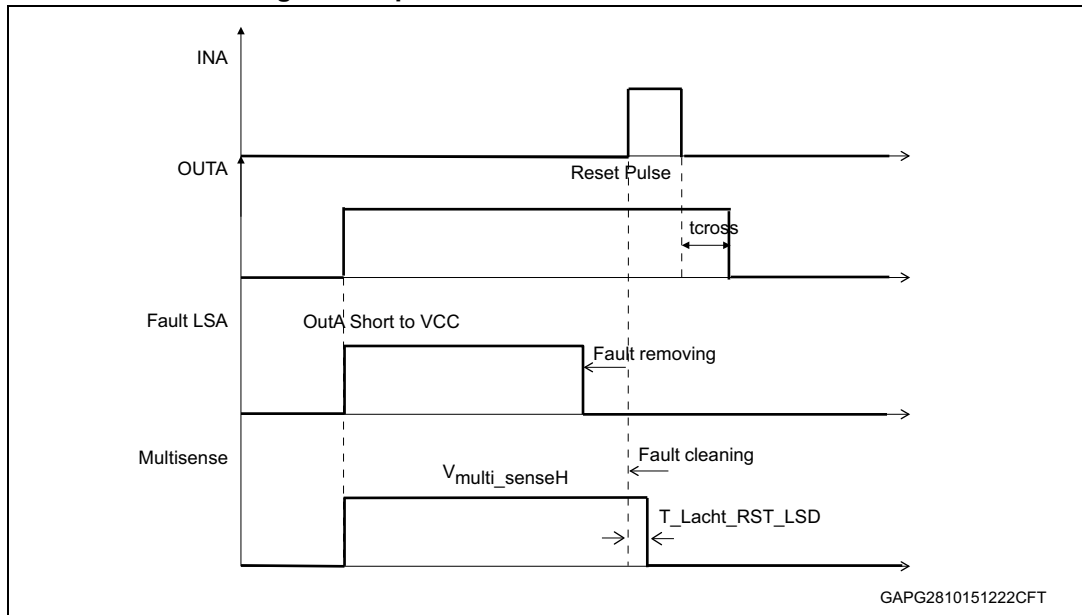 INA
OUTA
Reset Pulse
tcross
Fault LSA
OutA Short to VCC
Fault removing
Multisense
Fault cleaning
Vmulti_senseH
T_Lacht_RST_LSD
GAPG2810151222CFT